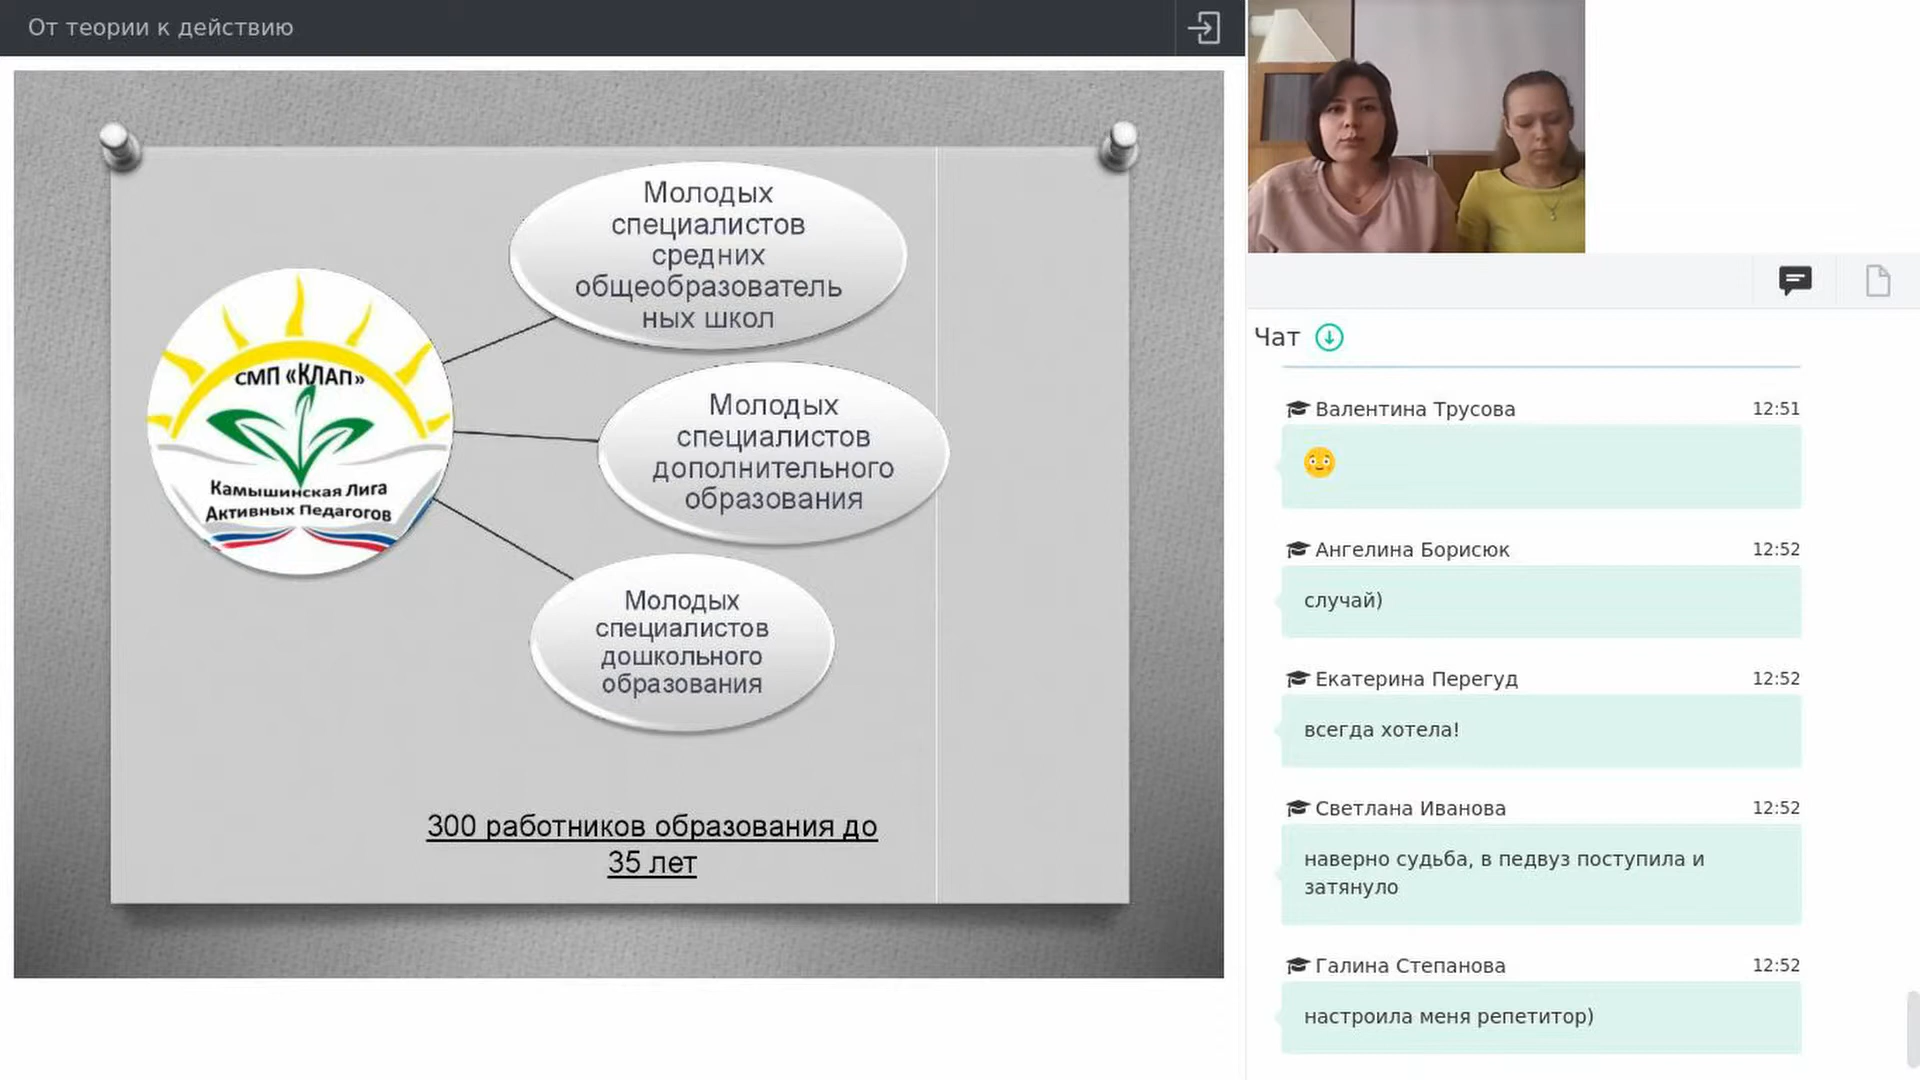 От теории к действию
Молодых
специалистов
средних
общеобразователь
ных школ
СМП «КЛАП»
Камышинская Лига
Активных Педагогов
Молодых
специалистов
дополнительного
образования
Молодых
специалистов
дошкольного
образования
300 работников образования до
35 лет
Чат
Валентина Трусова 12:51
Ангелина Борисюк 12:52
случай)
Екатерина Перегуд 12:52
всегда хотела!
Светлана Иванова 12:52
наверно судьба, в педвуз поступила и
затянуло
Галина Степанова 12:52
настроила меня репетитор)